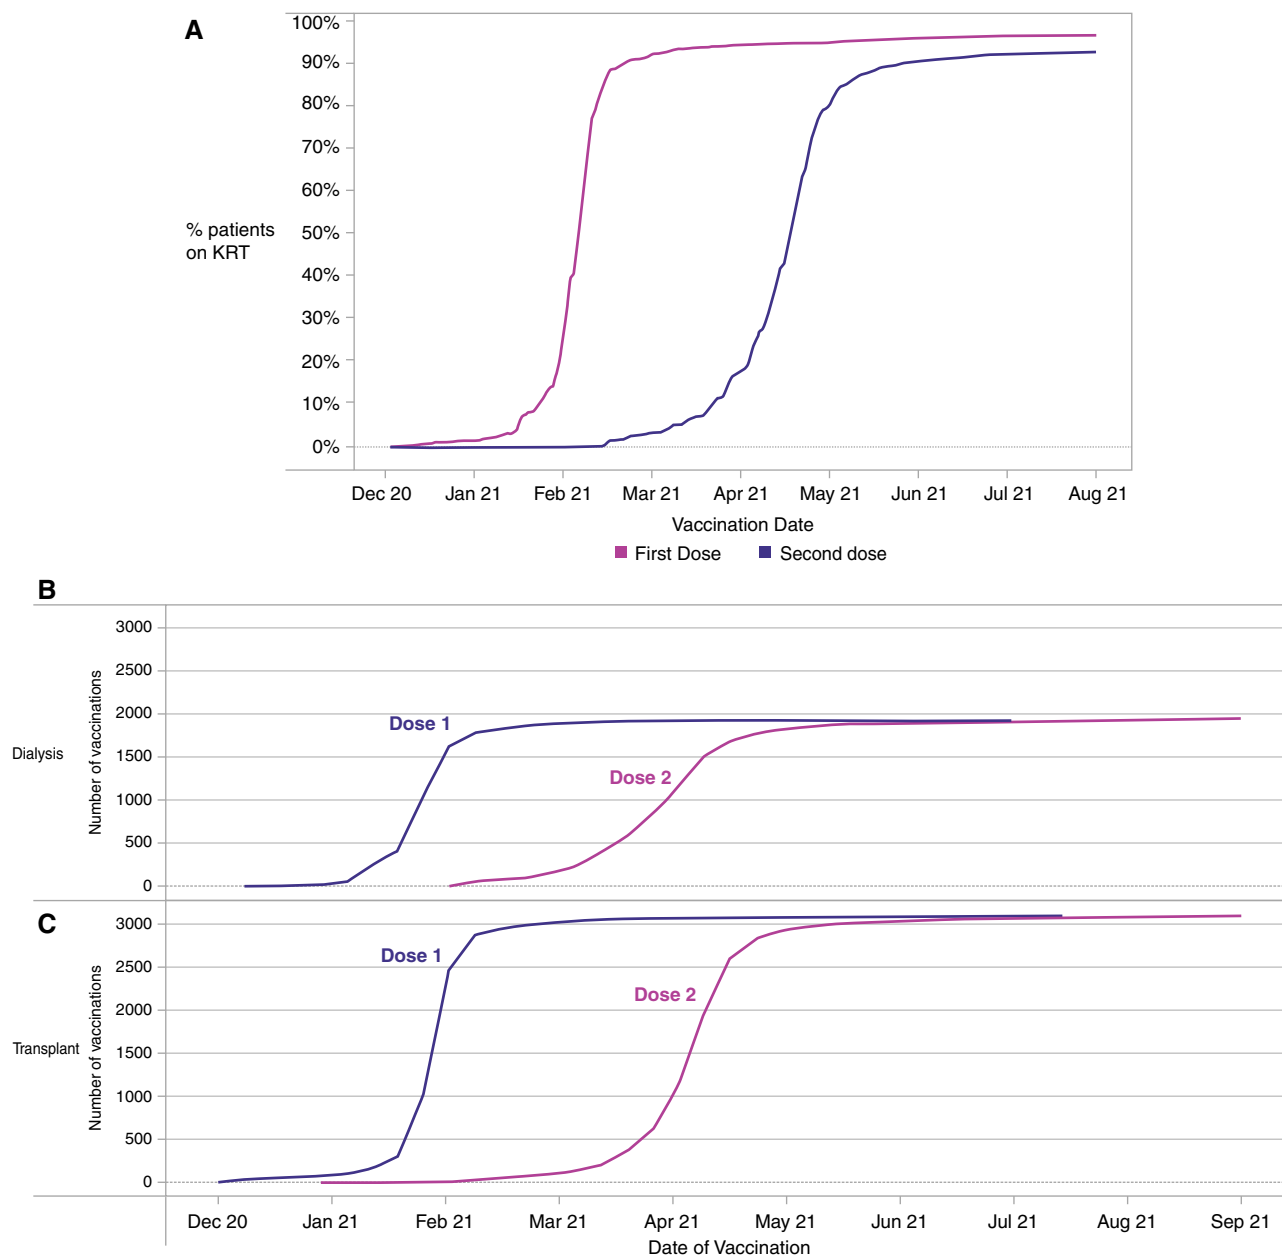 A
100%
90%
80%
70%
60%
50%
40%
30%
20%
10%
0%
% patients
on KRT
Dec 20 Jan 21 Feb 21 Mar 21 Apr 21 May 21 Jun 21 Jul 21 Aug 21
Vaccination Date
First Dose Second dose
B
Dialysis
Number of vaccinations
3000
2500
2000
1500
1000
500
0
Dose 1
Dose 2
C
Transplant
Number of vaccinations
3000
2500
2000
1500
1000
500
0
Dose 1
Dose 2
Dec 20 Jan 21 Feb 21 Mar 21 Apr 21 May 21 Jun 21 Jul 21 Aug 21 Sep 21
Date of Vaccination